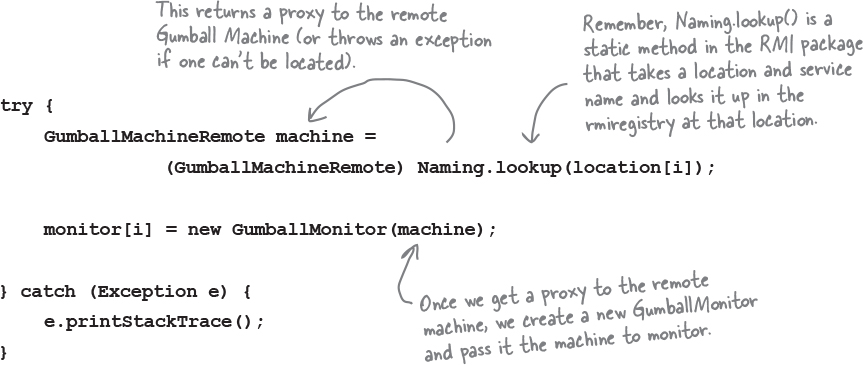 This returns a proxy to the remote
Gumball Machine (or throws an exception
if one can't be located).
Remember, Naming.lookup() is a
static method in the RMI package
that takes a location and service
name and looks it up in the
rmiregistry at that location.
try {
GumballMachineRemote machine =
(GumballMachineRemote) Naming.lookup(location[i]);
monitor[i] = new GumballMonitor(machine);
Once we get a proxy to the remote
machine, we create a new GumballMonitor
and pass it the machine to monitor.
} catch (Exception e) {
e.printStackTrace();
}